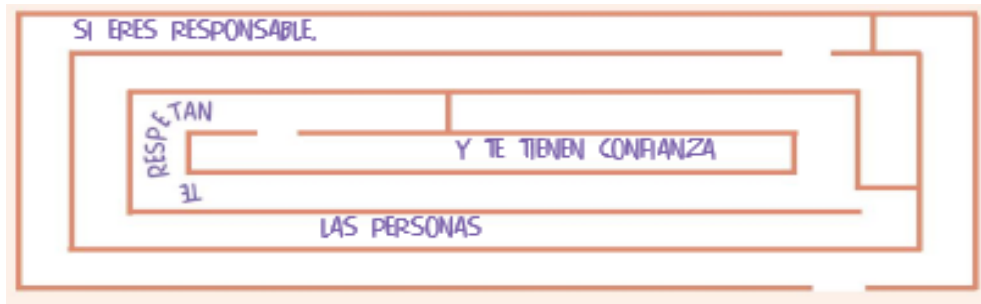 SI ERES RESPONSABLE,
LAS PERSONAS
TE
RESPETAN
Y TE TIENEN CONFIANZA